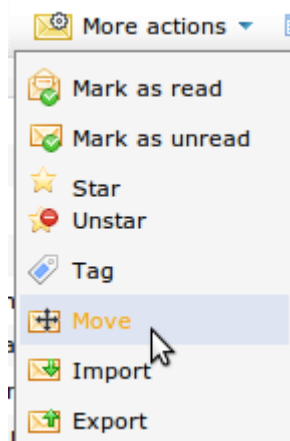 More actions
Mark as read
Mark as unread
Star
Unstar
Tag
Move
Import
Export